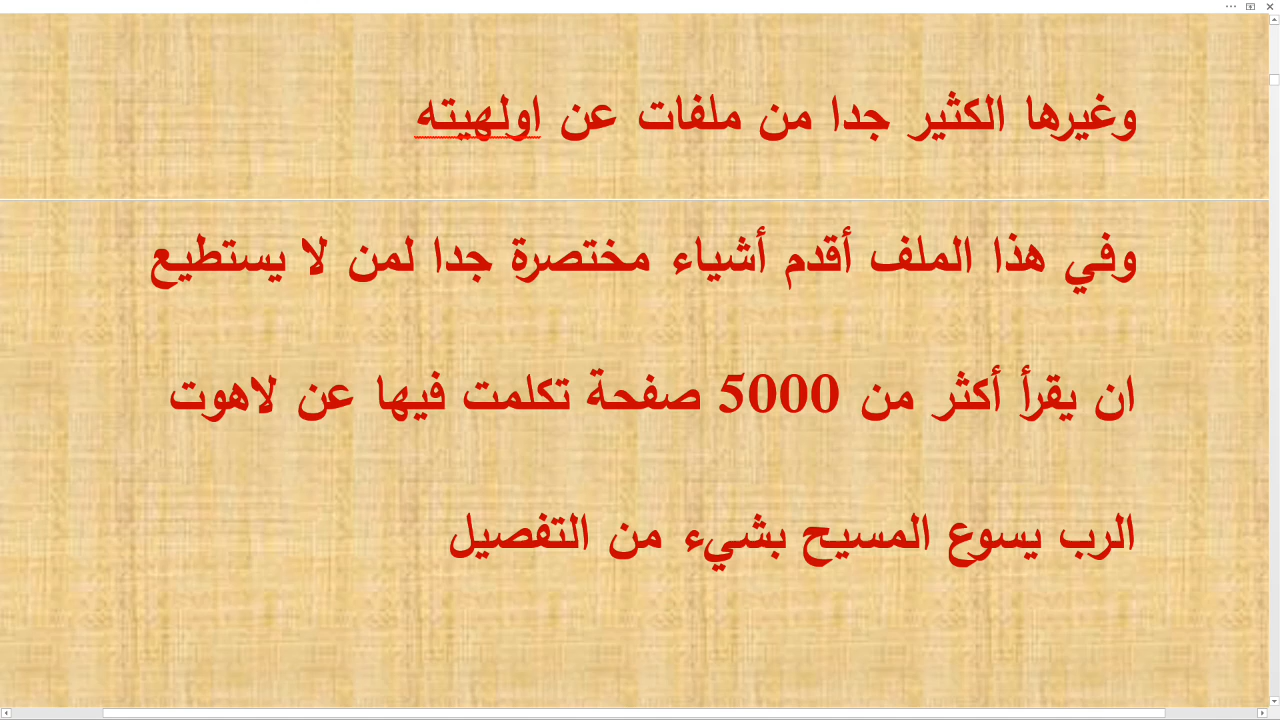 وغيرها الكثير جدا من ملفات عن اولهيته
وفي هذا الملف أقدم أشياء مختصرة جدا لمن لا يستطيع
ان يقرأ أكثر من 5000 صفحة تكلمت فيها عن لاهوت
الرب يسوع المسيح بشيء من التفصيل